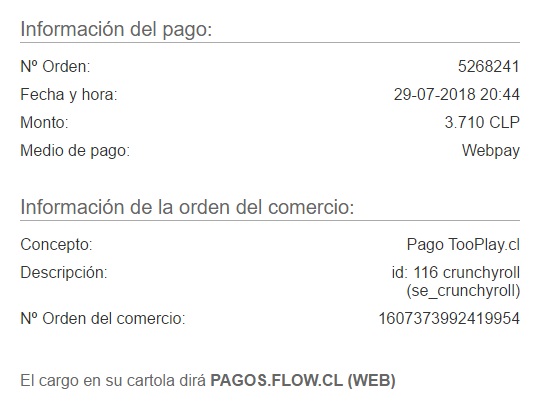 Información del pago:
Nº Orden: 5268241
Fecha y hora: 29-07-2018 20:44
Monto: 3.710 CLP
Medio de pago: Webpay
Información de la orden del comercio:
Concepto: Pago TooPlay.cl
Descripción: id: 116 crunchyroll
(se_crunchyroll)
Nº Orden del comercio: 1607373992419954
El cargo en su cartola dirá PAGOS.FLOW.CL (WEB)